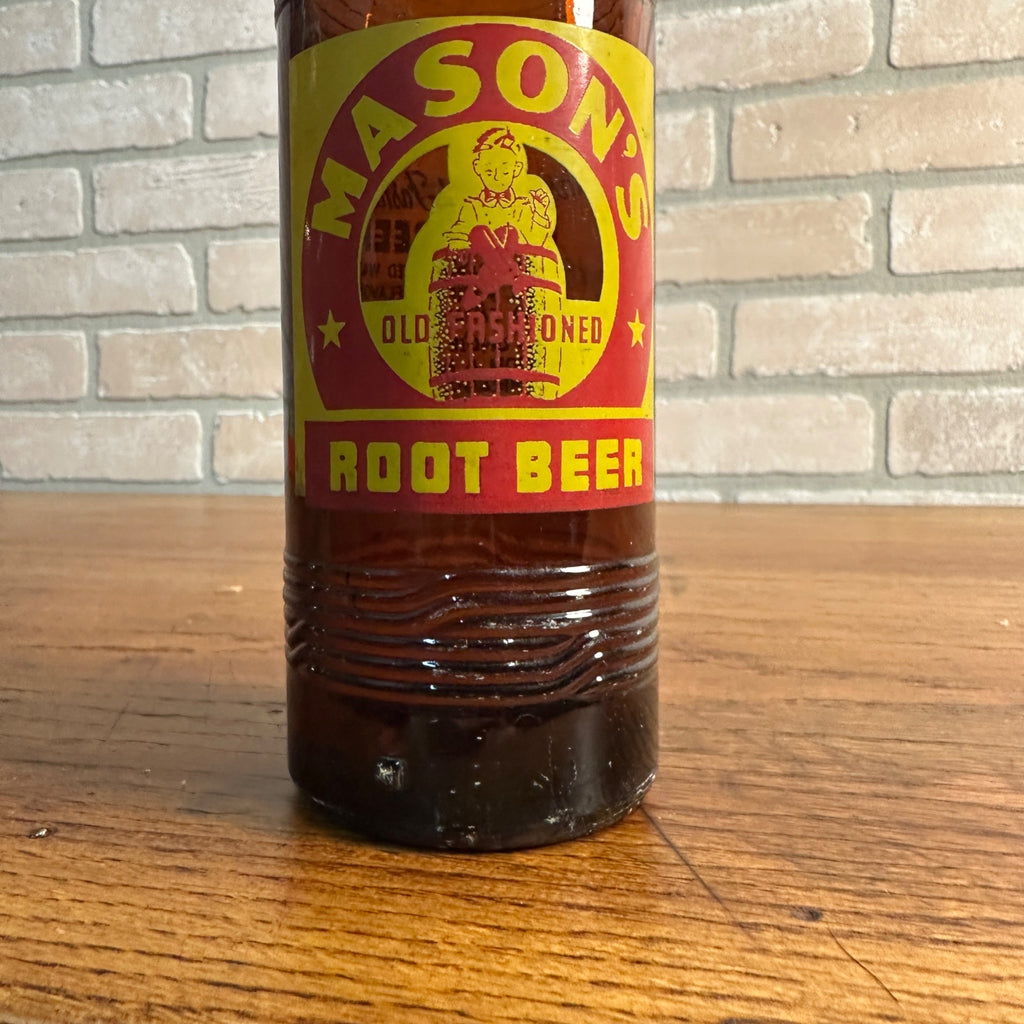 MASON'S
OLD FASHIONED
ROOT BEER